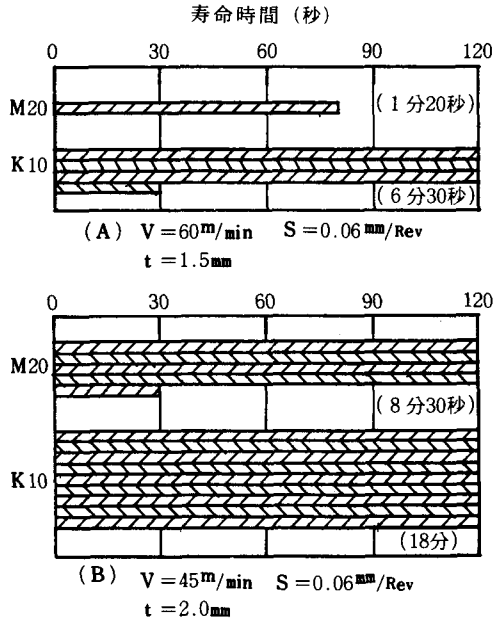 寿命時間 (秒)
0 30 60 90 120
M20 (1分20秒)
K10
(6分30秒)
(A) V=60m/min S=0.06mm/Rev
t=1.5mm
0 30 60 90 120
M20
(8分30秒)
K10
(18分)
(B) V=45m/min S=0.06mm/Rev
t=2.0mm